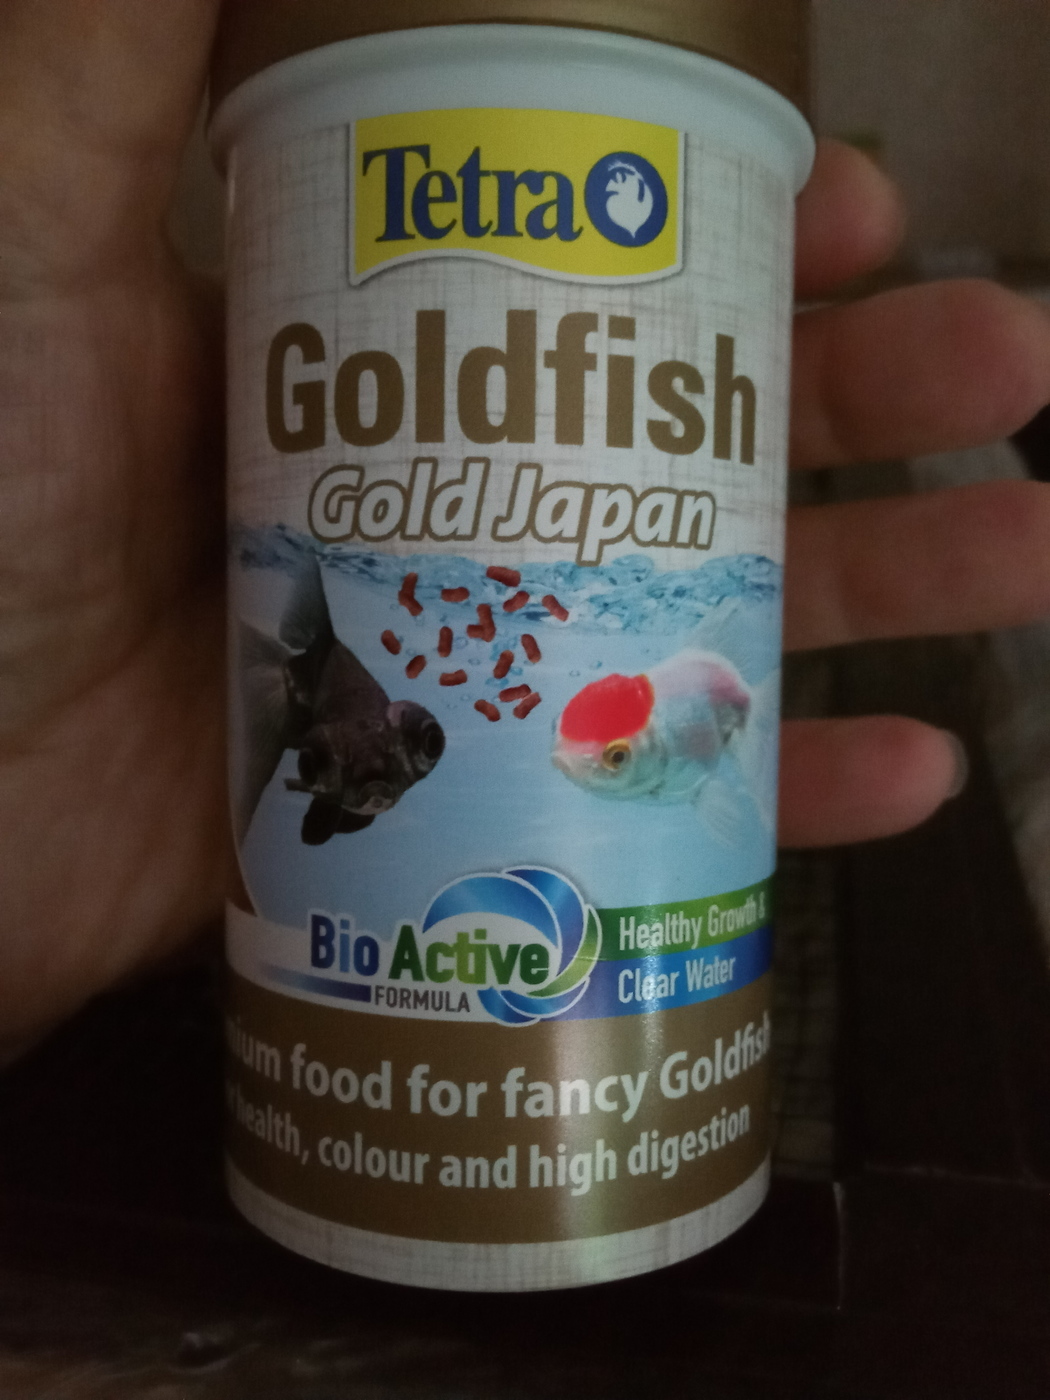 Tetra
Goldfish
Gold Japan
Bio Active
FORMULA
Healthy Growth &
Clear Water
food for fancy Goldfish
health, colour and high digestion